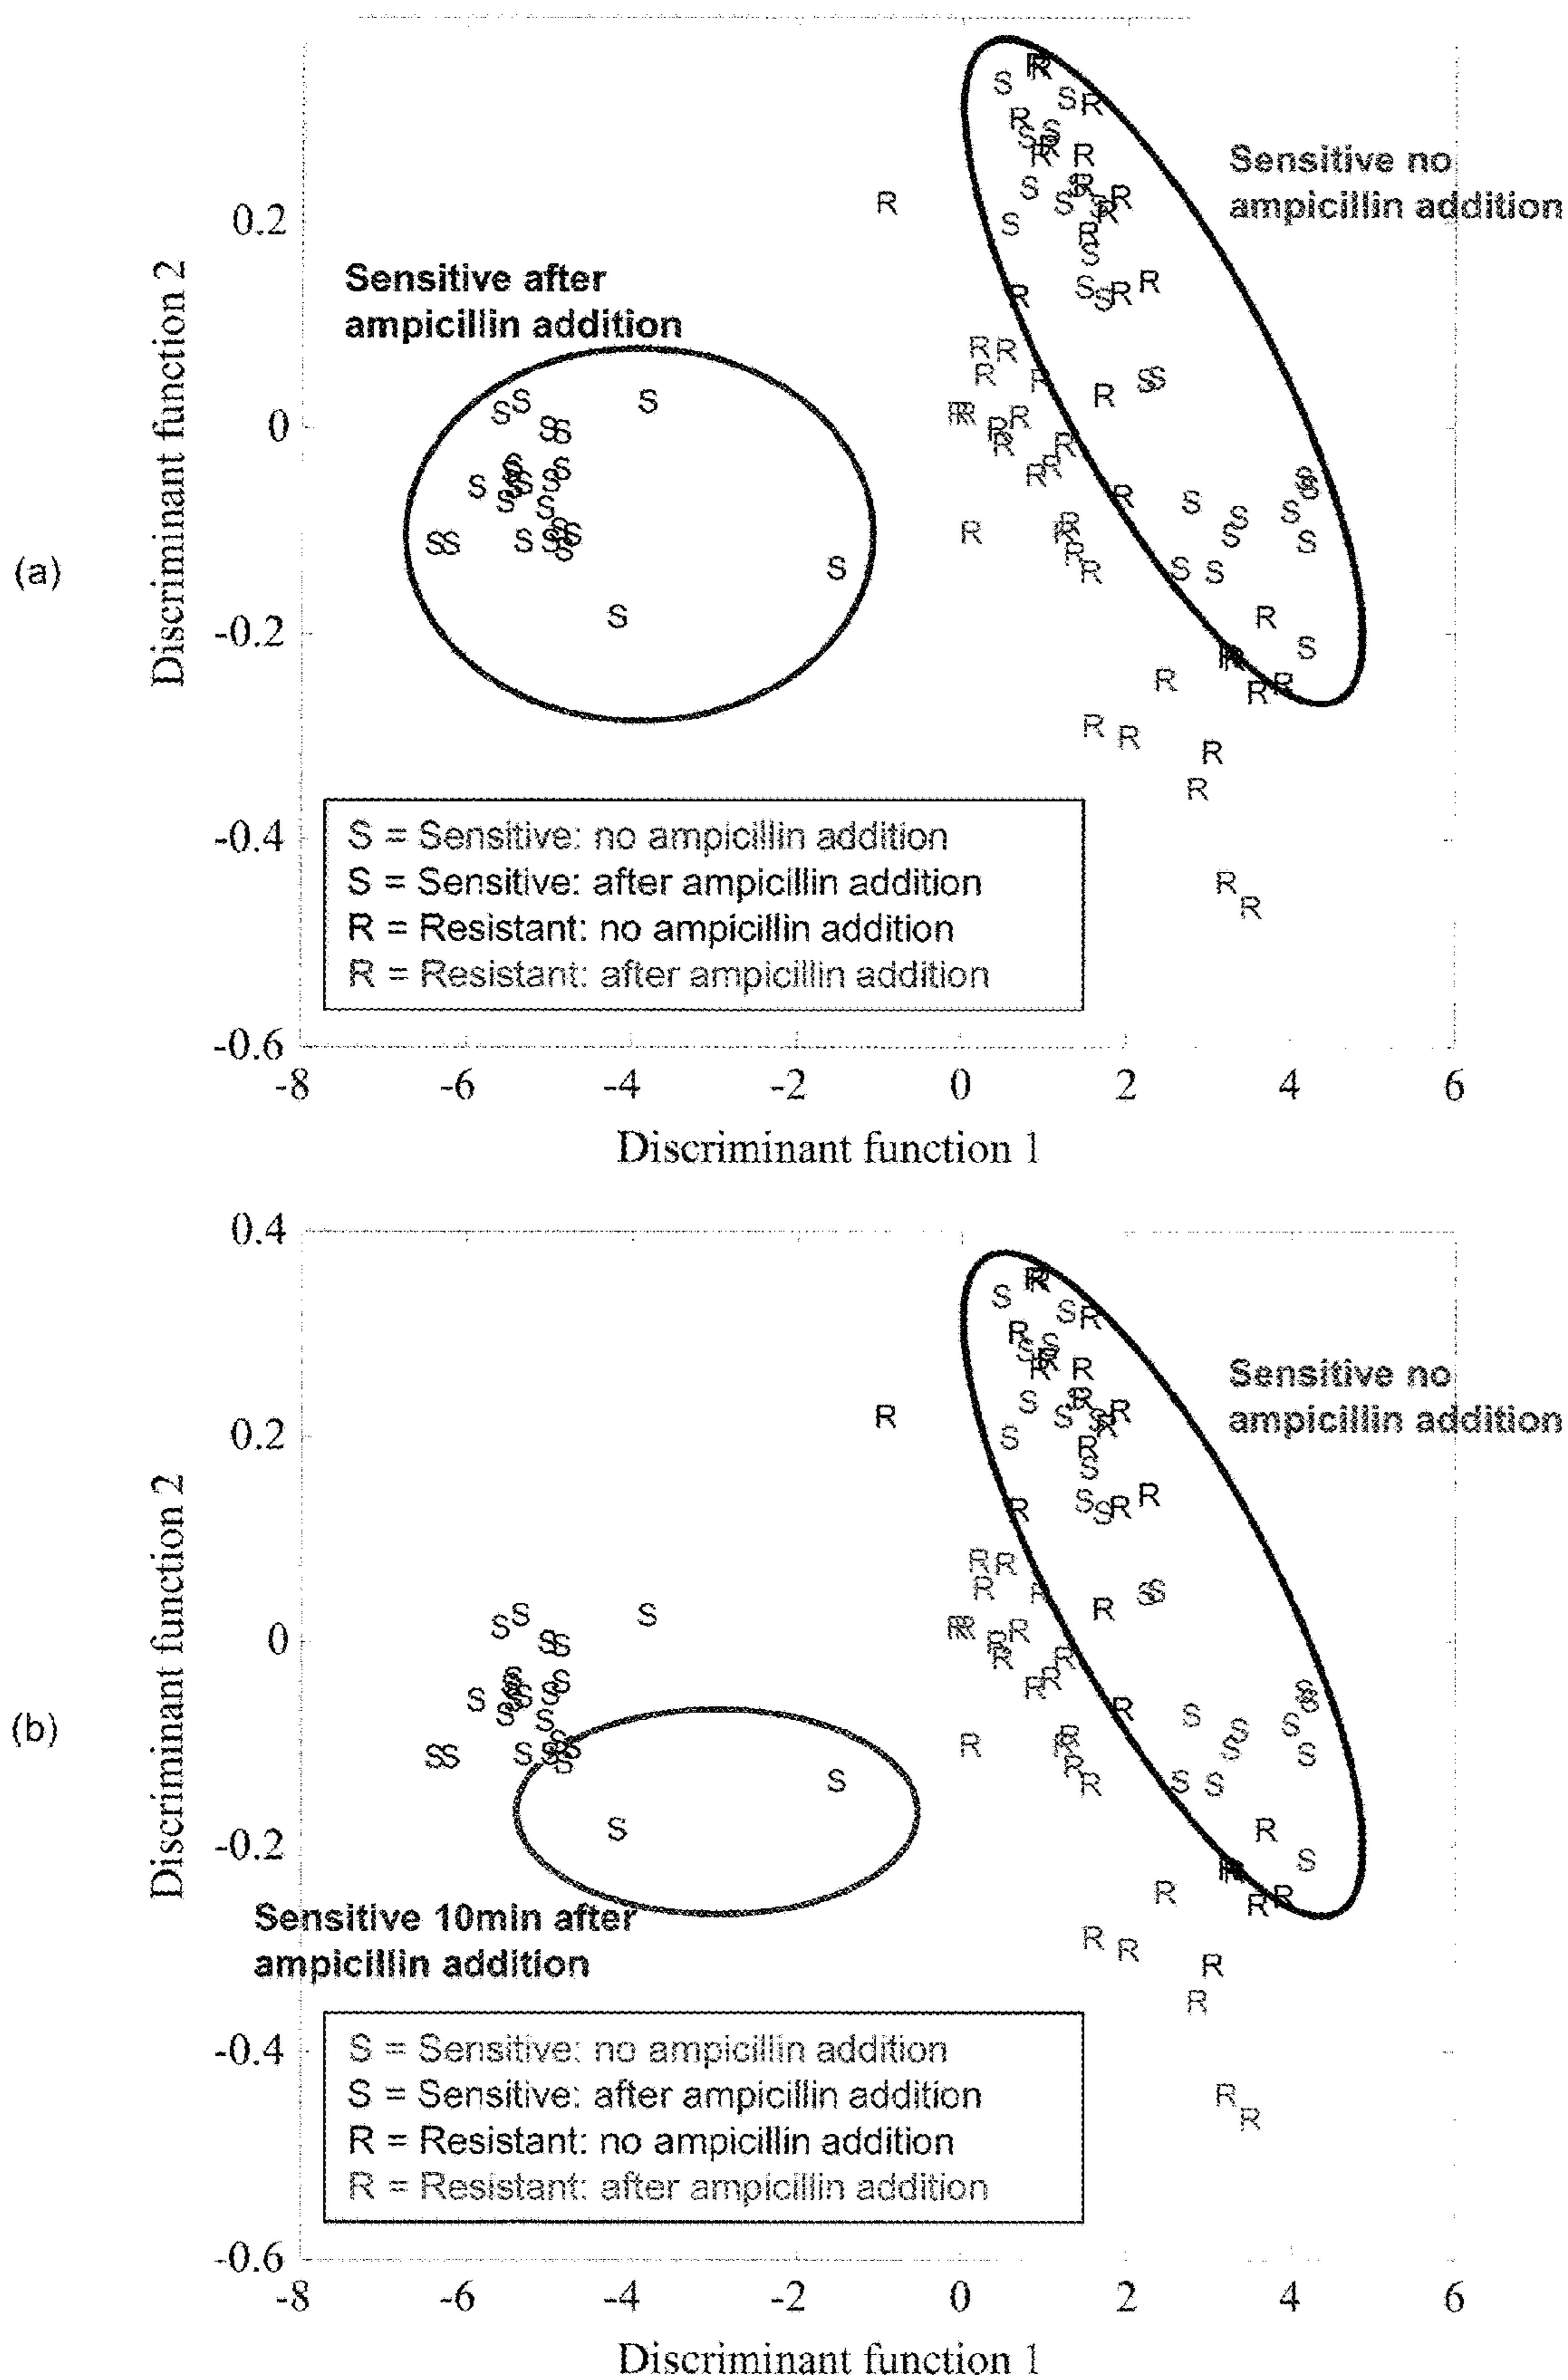 Sensitive no
ampicillin addition
0.2
Sensitive after
ampicillin addition
0
Discriminant function 2
(a)
-0.2
-0.4
S = Sensitive: no ampicillin addition
S = Sensitive: after ampicillin addition
R = Resistant: no ampicillin addition
R = Resistant: after ampicillin addition
-0.6
-8 -6 -4 -2 0 2 4 6
Discriminant function 1
0.4
Sensitive no
ampicillin addition
0.2
0
Discriminant function 2
(b)
-0.2
Sensitive 10min after
ampicillin addition
-0.4
S = Sensitive: no ampicillin addition
S = Sensitive: after ampicillin addition
R = Resistant: no ampicillin addition
R = Resistant: after ampicillin addition
-0.6
-8 -6 -4 -2 0 2 4 6
Discriminant function 1